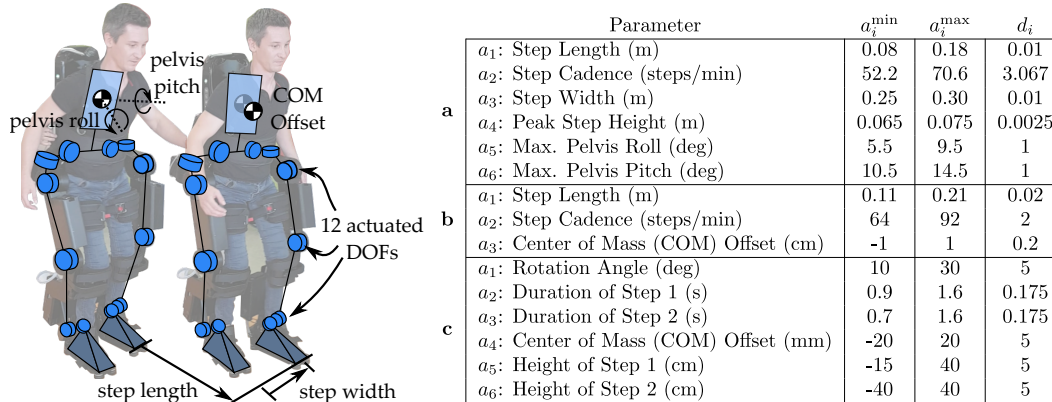 pelvis
pitch
COM
Offset
pelvis roll
12 actuated
DOFs
step length
step width
Parameter a_i^min a_i^max d_i
a
a₁: Step Length (m) 0.08 0.18 0.01
a₂: Step Cadence (steps/min) 52.2 70.6 3.067
a₃: Step Width (m) 0.25 0.30 0.01
a₄: Peak Step Height (m) 0.065 0.075 0.0025
a₅: Max. Pelvis Roll (deg) 5.5 9.5 1
a₆: Max. Pelvis Pitch (deg) 10.5 14.5 1
b
a₁: Step Length (m) 0.11 0.21 0.02
a₂: Step Cadence (steps/min) 64 92 2
a₃: Center of Mass (COM) Offset (cm) -1 1 0.2
c
a₁: Rotation Angle (deg) 10 30 5
a₂: Duration of Step 1 (s) 0.9 1.6 0.175
a₃: Duration of Step 2 (s) 0.7 1.6 0.175
a₄: Center of Mass (COM) Offset (mm) -20 20 5
a₅: Height of Step 1 (cm) -15 40 5
a₆: Height of Step 2 (cm) -40 40 5